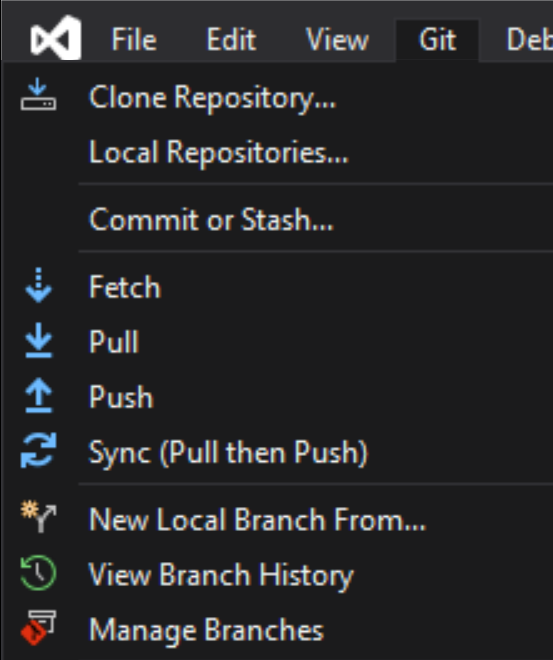 File Edit View Git Deb
Clone Repository...
Local Repositories...
Commit or Stash...
Fetch
Pull
Push
Sync (Pull then Push)
New Local Branch From...
View Branch History
Manage Branches